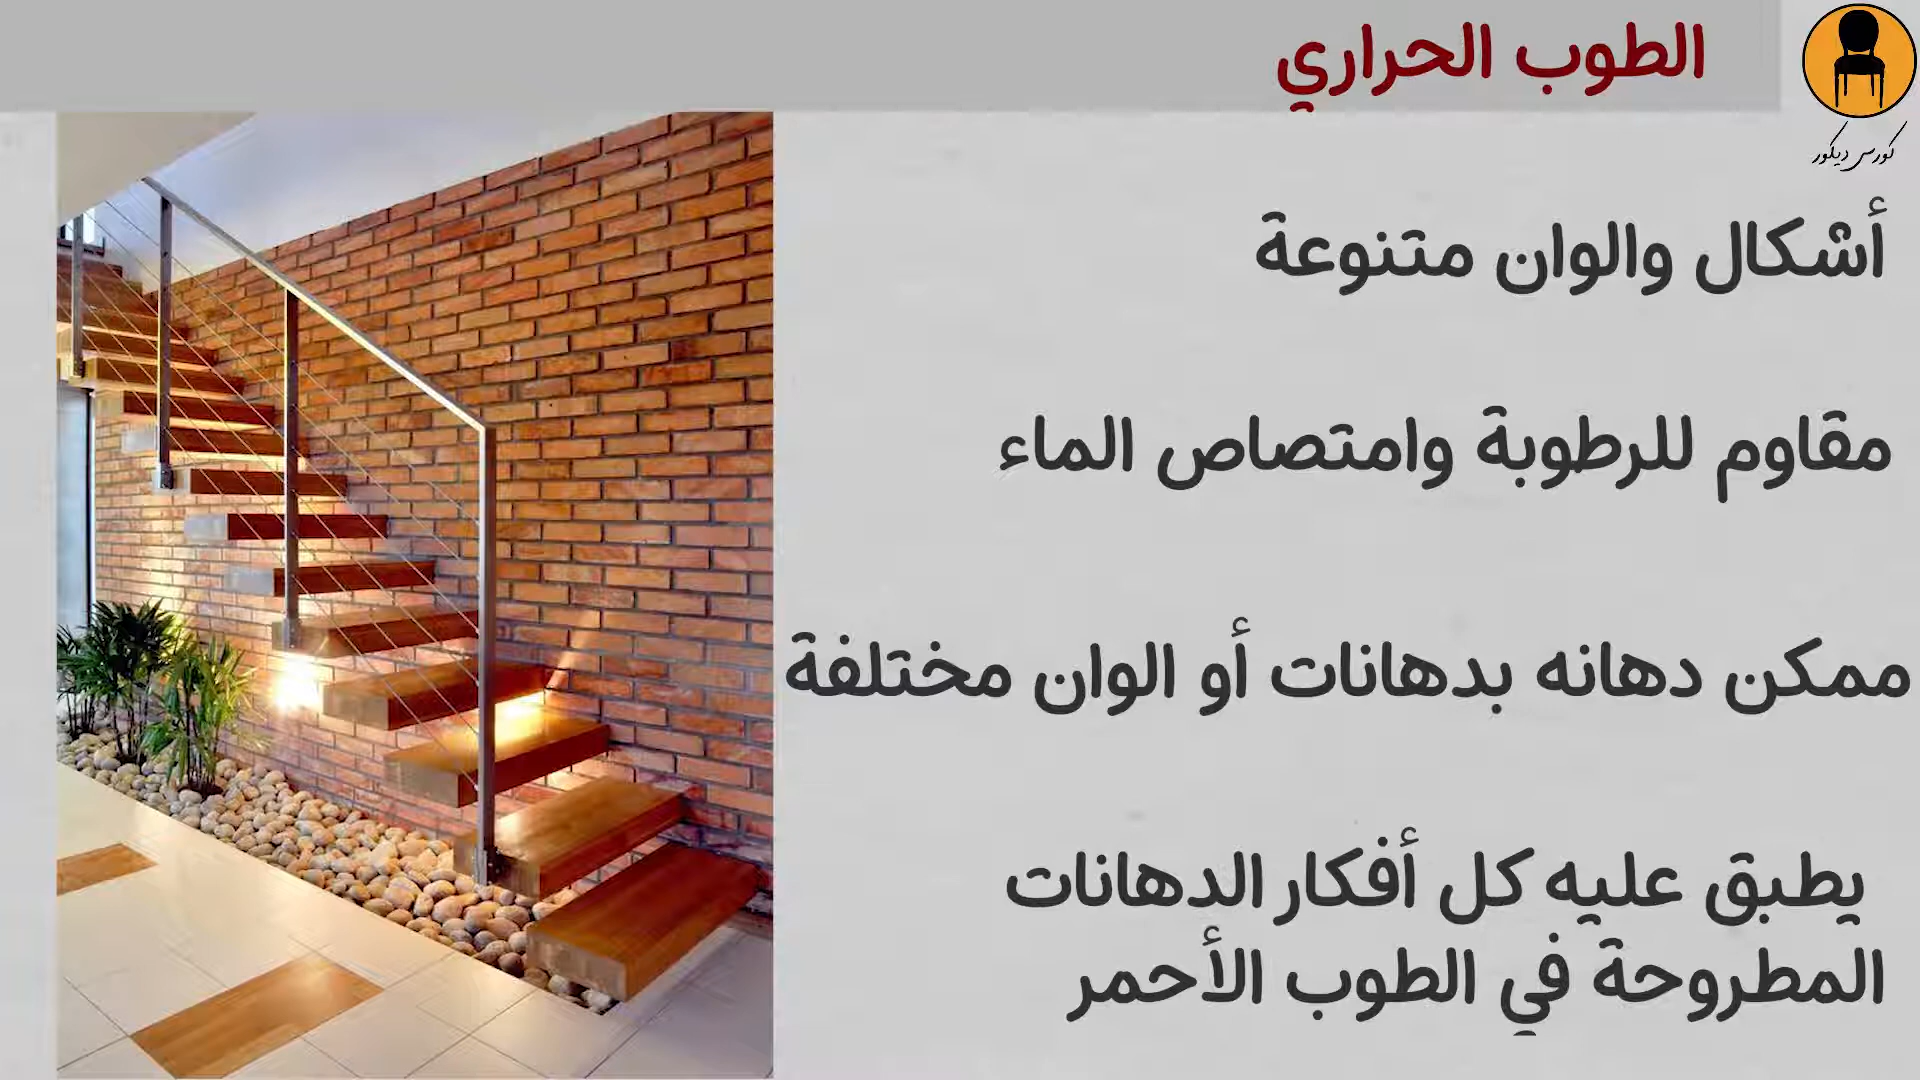 الطوب الحراري
كورس ديكور
أشكال والوان متنوعة
مقاوم للرطوبة وامتصاص الماء
ممكن دهانه بدهانات أو الوان مختلفة
يطبق عليه كل أفكار الدهانات
المطروحة في الطوب الأحمر